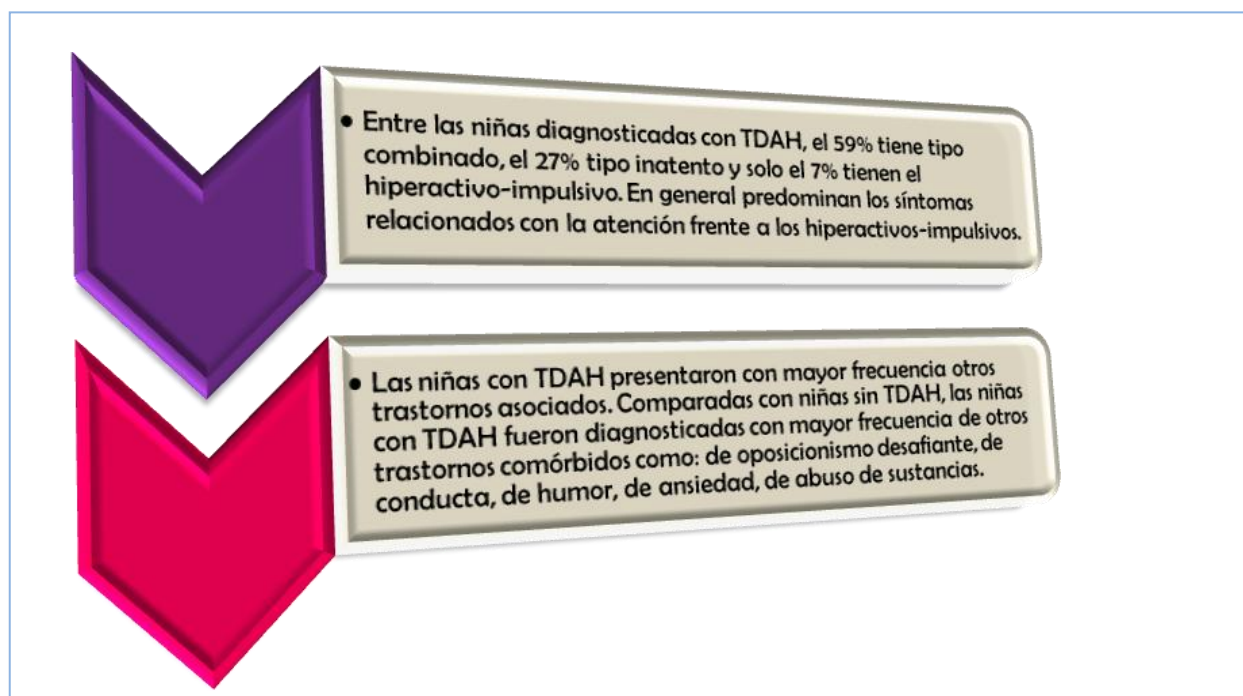 • Entre las niñas diagnosticadas con TDAH, el 59% tiene tipo
combinado, el 27% tipo inatento y solo el 7% tienen el
hiperactivo-impulsivo. En general predominan los síntomas
relacionados con la atención frente a los hiperactivos-impulsivos.
• Las niñas con TDAH presentaron con mayor frecuencia otros
trastornos asociados. Comparadas con niñas sin TDAH, las niñas
con TDAH fueron diagnosticadas con mayor frecuencia de otros
trastornos comórbidos como: de oposicionismo desafiante, de
conducta, de humor, de ansiedad, de abuso de sustancias.